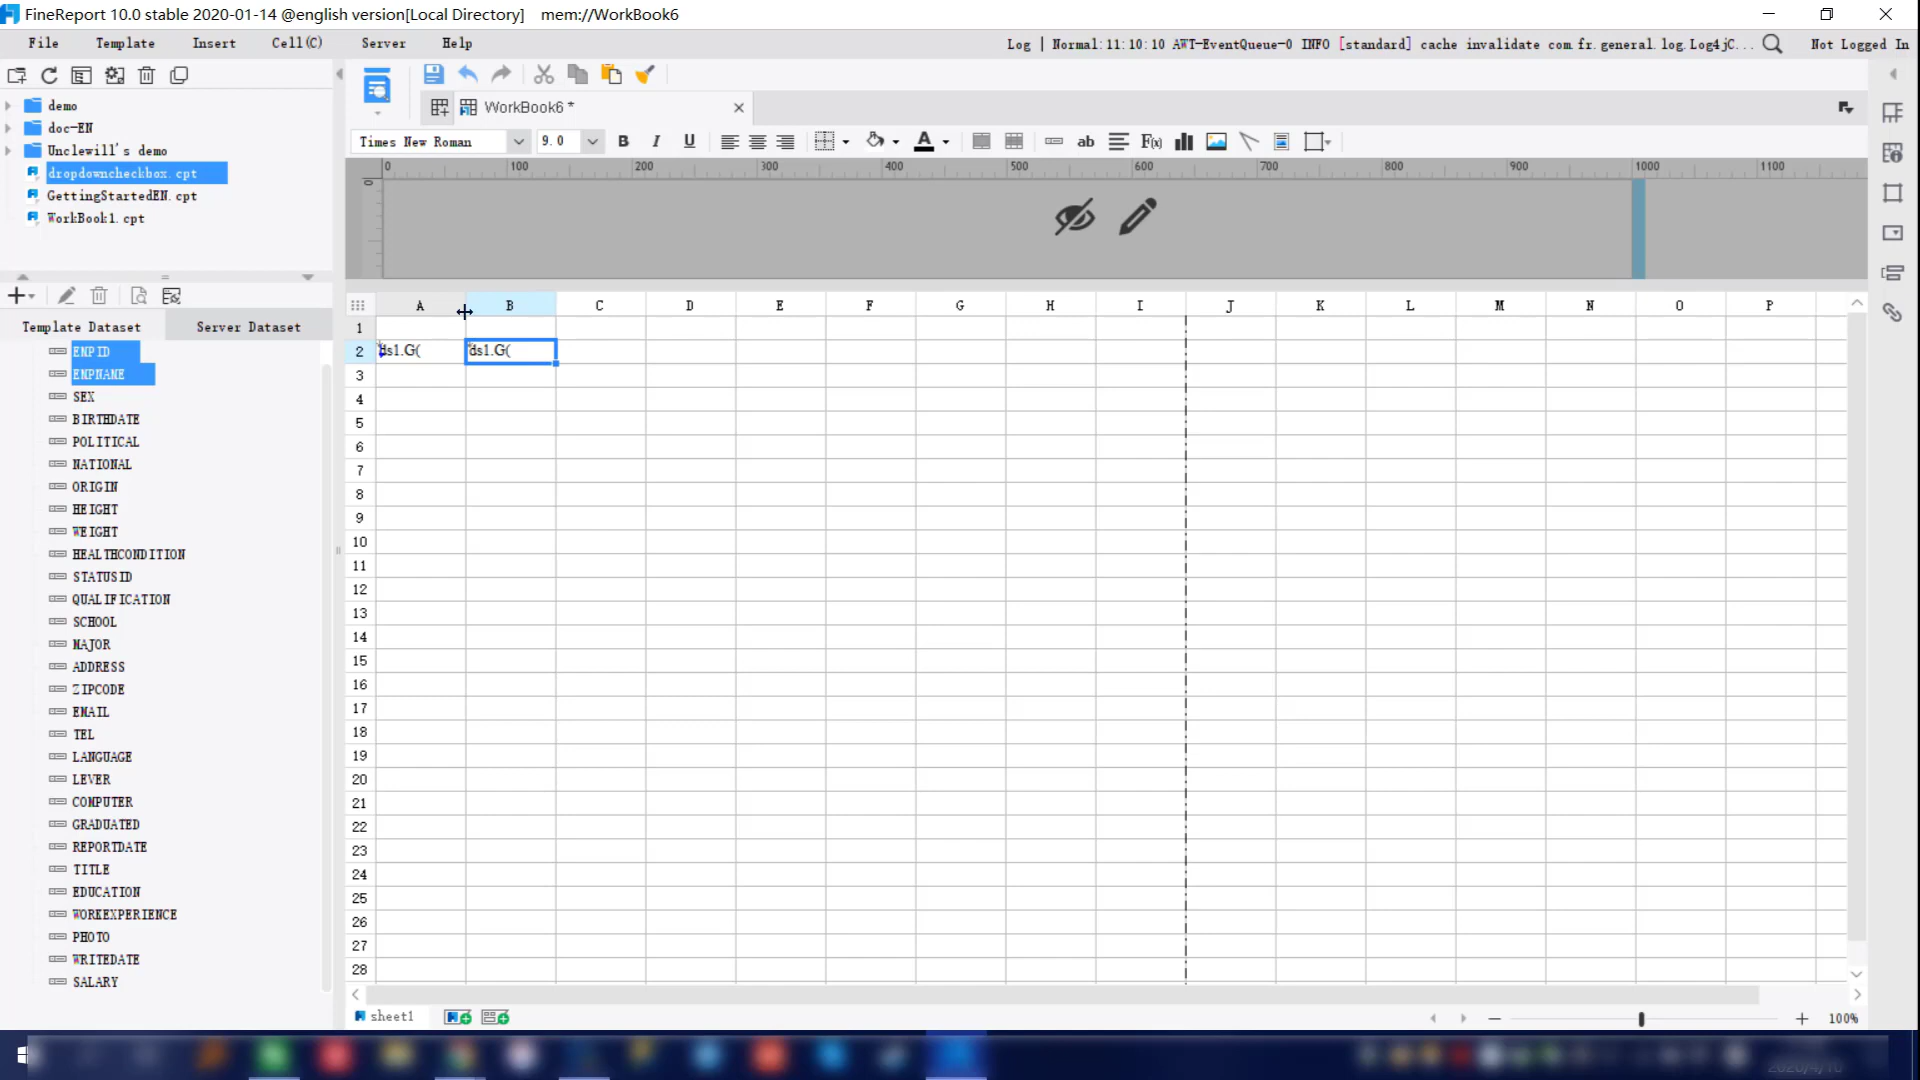 FineReport 10.0 stable 2020-01-14 @english version[Local Directory] mem://WorkBook6
File Template Insert Cell(C) Server Help
Log | Normal:11:10:10 AWT-EventQueue-0 INFO [standard] cache invalidate com.fr.general.log.Log4jC... Not Logged In
demo
doc-EN
Unclewill's demo
dropdowncheckbox.cpt
GettingStartedEN.cpt
WorkBook1.cpt
WorkBook6 *
Times New Roman 9.0 B I U ab F(x)
0 100 200 300 400 500 600 700 800 900 1000 1100
0
Template Dataset Server Dataset
EMPID
EMPNAME
SEX
BIRTHDATE
POLITICAL
NATIONAL
ORIGIN
HEIGHT
WEIGHT
HEALTHCONDITION
STATUSID
QUALIFICATION
SCHOOL
MAJOR
ADDRESS
ZIPCODE
EMAIL
TEL
LANGUAGE
LEVER
COMPUTER
GRADUATED
REPORTDATE
TITLE
EDUCATION
WORKEXPERIENCE
PHOTO
WRITEDATE
SALARY
A B C D E F G H I J K L M N O P
1
2 ds1.G( ds1.G(
3
4
5
6
7
8
9
10
11
12
13
14
15
16
17
18
19
20
21
22
23
24
25
26
27
28
sheet1
100%